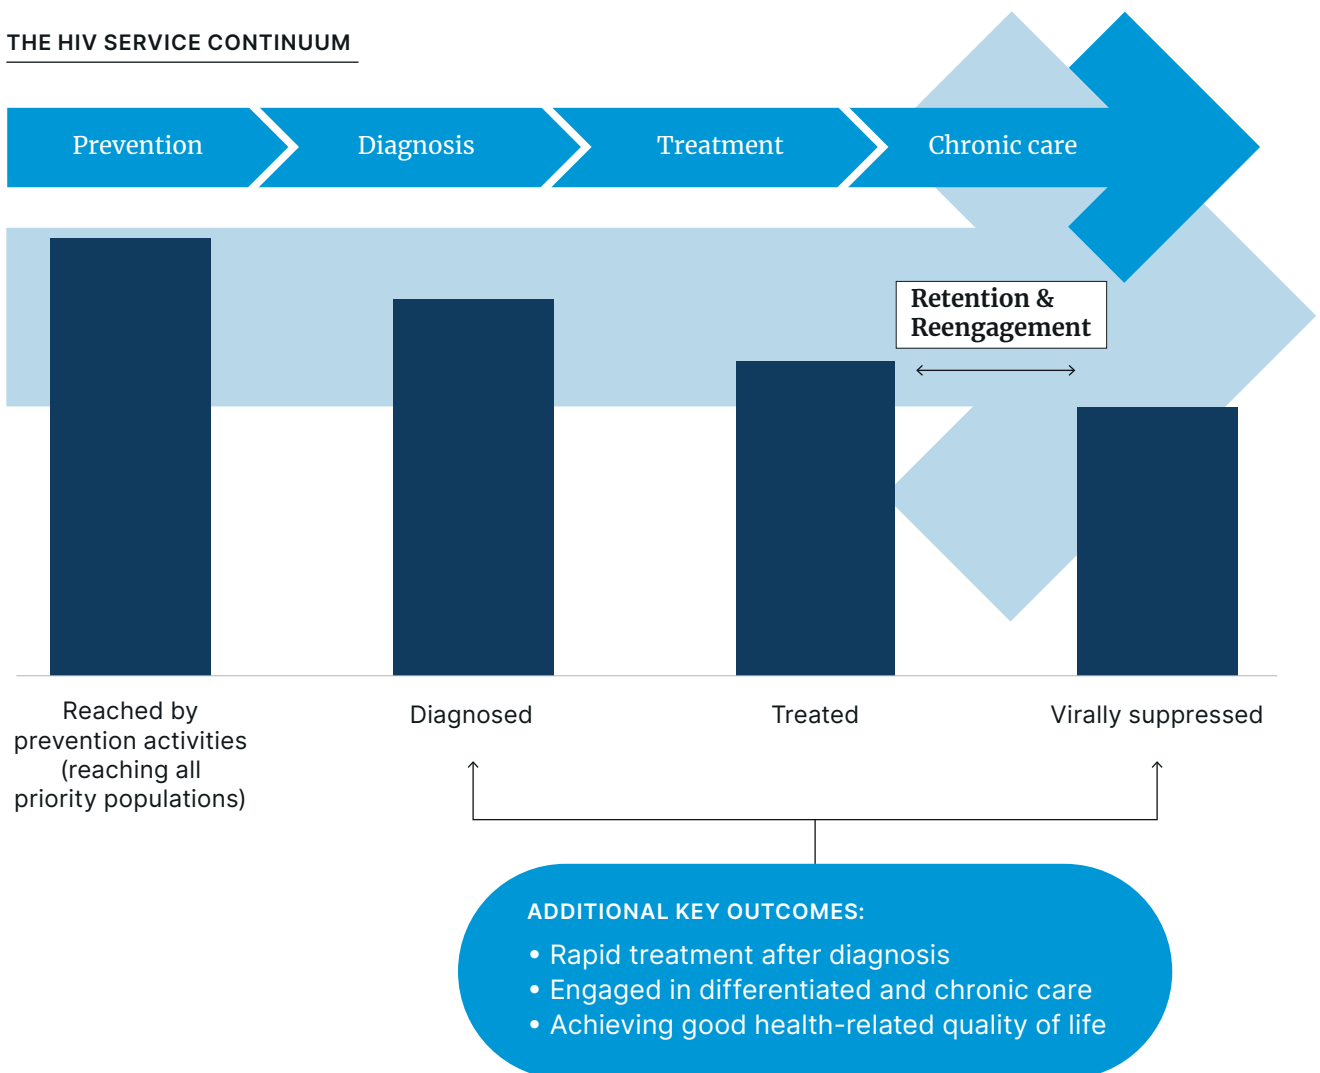 THE HIV SERVICE CONTINUUM
Prevention
Diagnosis
Treatment
Chronic care
Retention &
Reengagement
Reached by
prevention activities
(reaching all
priority populations)
Diagnosed
Treated
Virally suppressed
ADDITIONAL KEY OUTCOMES:
• Rapid treatment after diagnosis
• Engaged in differentiated and chronic care
• Achieving good health-related quality of life